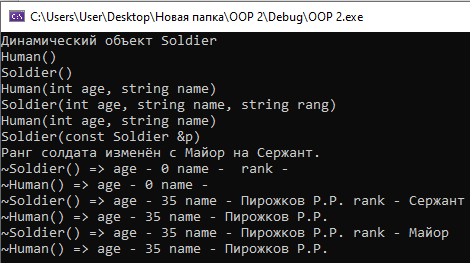 C:\Users\User\Desktop\Новая папка\OOP 2\Debug\OOP 2.exe
Динамический объект Soldier
Human()
Soldier()
Human(int age, string name)
Soldier(int age, string name, string rang)
Human(int age, string name)
Soldier(const Soldier &p)
Ранг солдата изменён с Майор на Сержант.
~Soldier() => age - 0 name -  rank -
~Human() => age - 0 name -
~Soldier() => age - 35 name - Пирожков Р.Р. rank - Сержант
~Human() => age - 35 name - Пирожков Р.Р.
~Soldier() => age - 35 name - Пирожков Р.Р. rank - Майор
~Human() => age - 35 name - Пирожков Р.Р.